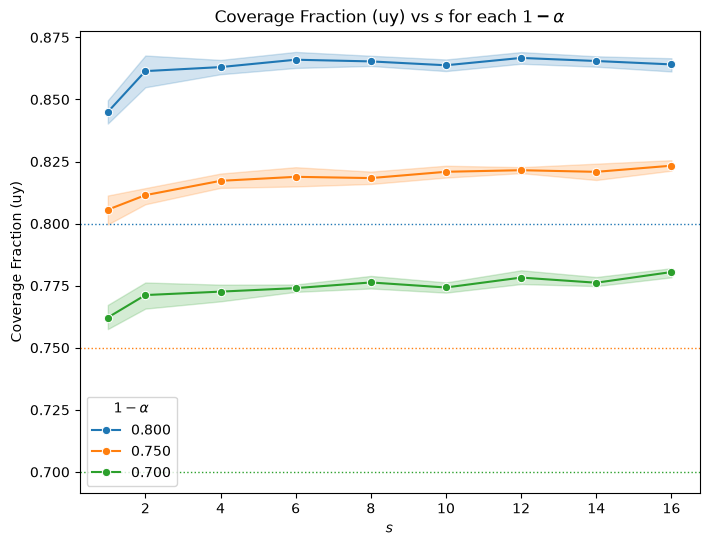 Coverage Fraction (uy) vs s for each 1 − α
0.875
0.850
0.825
0.800
0.775
0.750
0.725
0.700
Coverage Fraction (uy)
1 − α
0.800
0.750
0.700
2 4 6 8 10 12 14 16
s